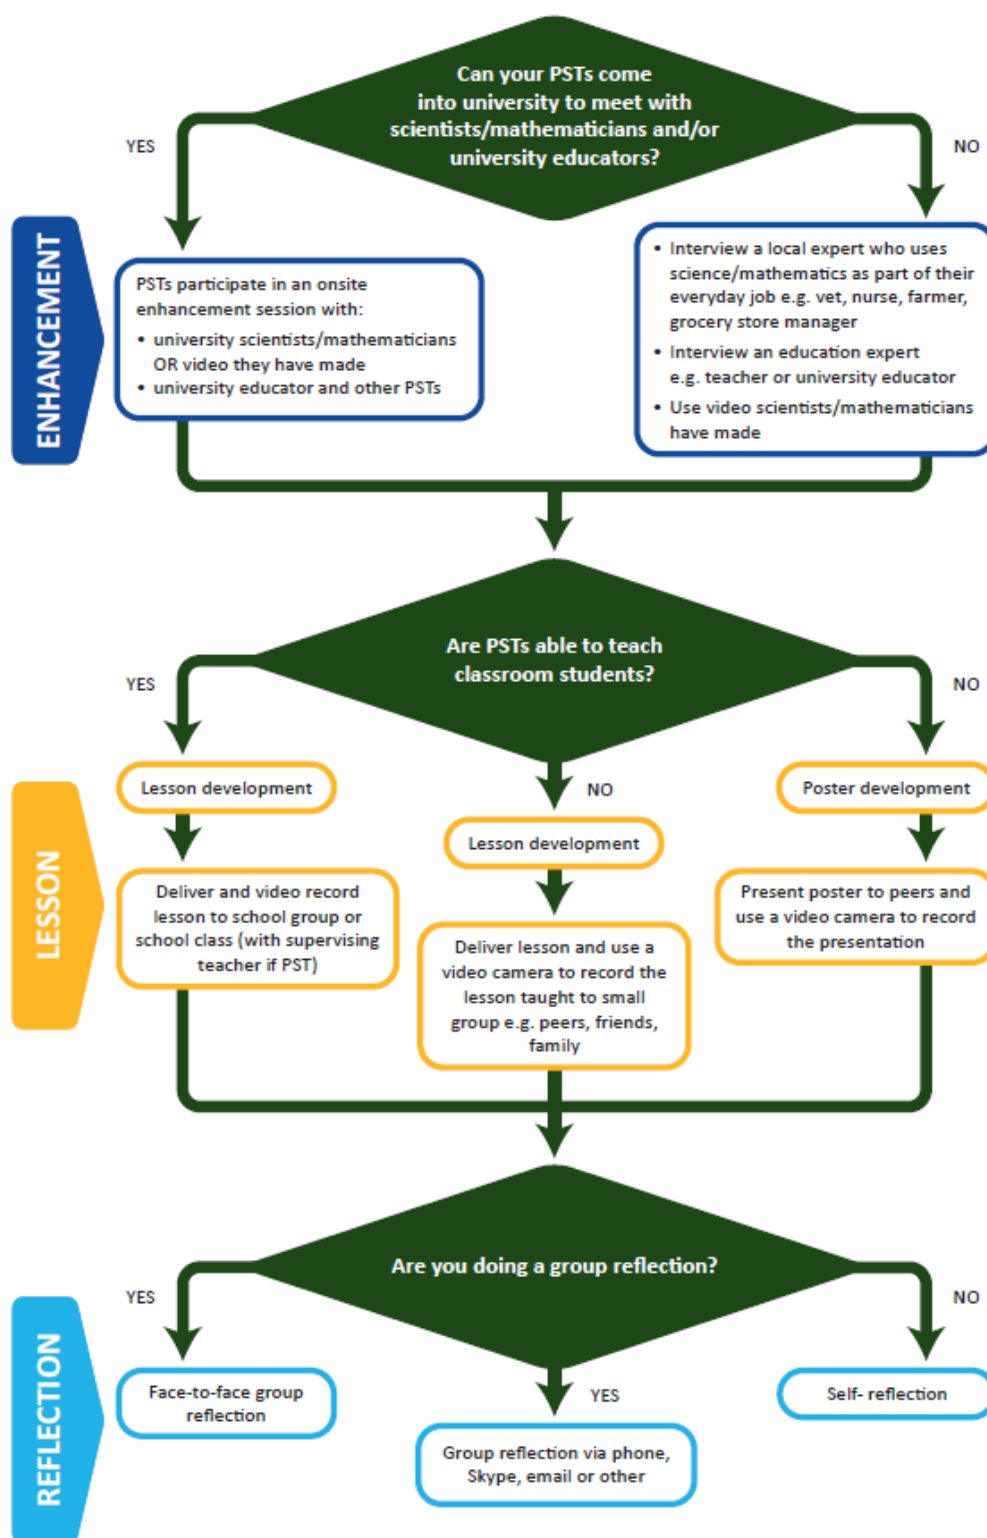 Can your PSTs come
into university to meet with
scientists/mathematicians and/or
university educators?
YES
NO
ENHANCEMENT
PSTs participate in an onsite
enhancement session with:
• university scientists/mathematicians
OR video they have made
• university educator and other PSTs
• Interview a local expert who uses
science/mathematics as part of their
everyday job e.g. vet, nurse, farmer,
grocery store manager
• Interview an education expert
e.g. teacher or university educator
• Use video scientists/mathematicians
have made
Are PSTs able to teach
classroom students?
YES
NO
NO
LESSON
Lesson development
Deliver and video record
lesson to school group or
school class (with supervising
teacher if PST)
Lesson development
Deliver lesson and use a
video camera to record the
lesson taught to small
group e.g. peers, friends,
family
Poster development
Present poster to peers and
use a video camera to record
the presentation
Are you doing a group reflection?
YES
YES
NO
REFLECTION
Face-to-face group
reflection
Group reflection via phone,
Skype, email or other
Self- reflection